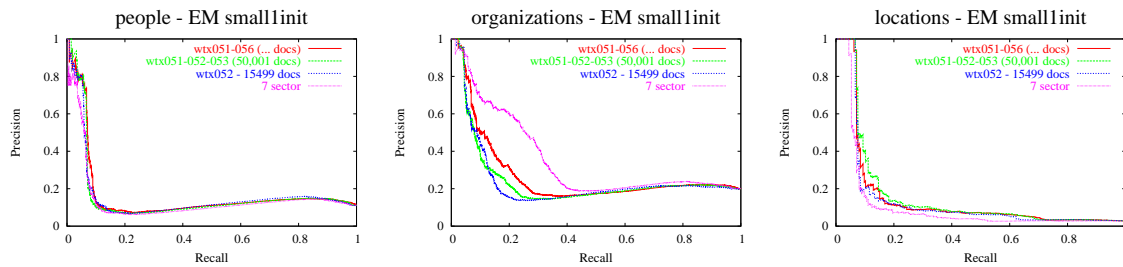 people - EM small1init
1
0.8
0.6
0.4
0.2
0
0
0.2
0.4
0.6
0.8
1
Precision
Recall
wtx051-056 (... docs)
wtx051-052-053 (50,001 docs)
wtx052 - 15499 docs
7 sector
organizations - EM small1init
1
0.8
0.6
0.4
0.2
0
0
0.2
0.4
0.6
0.8
1
Precision
Recall
wtx051-056 (... docs)
wtx051-052-053 (50,001 docs)
wtx052 - 15499 docs
7 sector
locations - EM small1init
1
0.8
0.6
0.4
0.2
0
0
0.2
0.4
0.6
0.8
Precision
Recall
wtx051-056 (... docs)
wtx051-052-053 (50,001 docs)
wtx052 - 15499 docs
7 sector